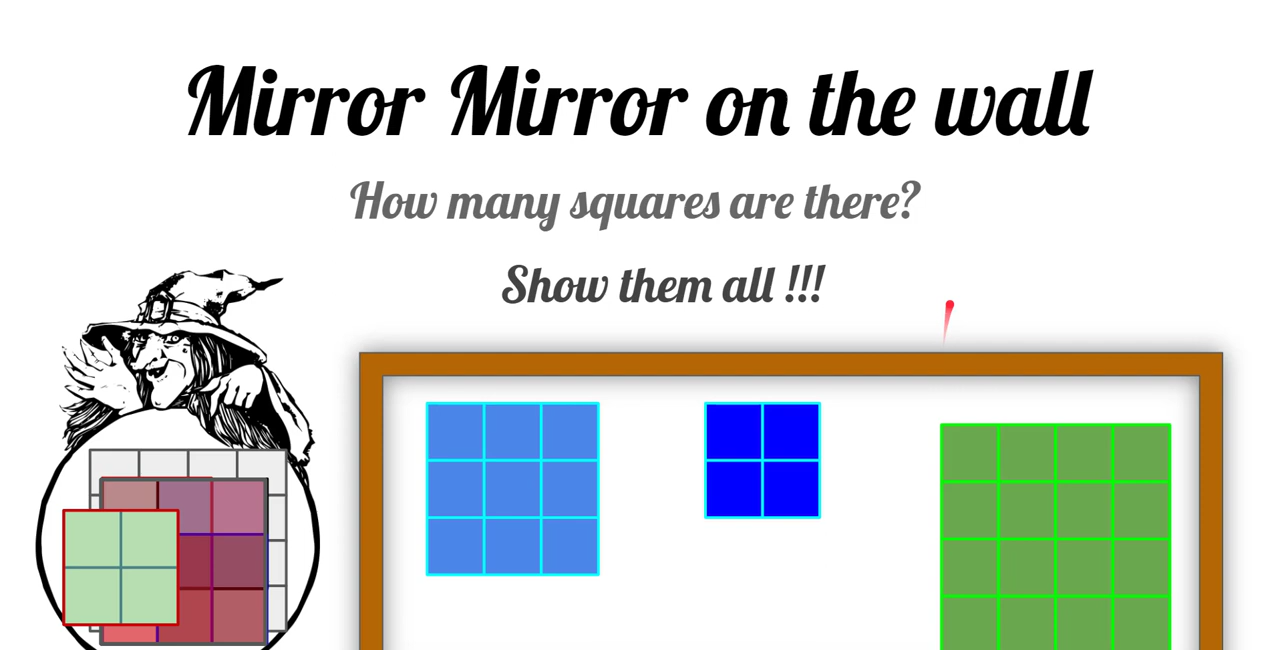 Mirror Mirror on the wall
How many squares are there?
Show them all !!!